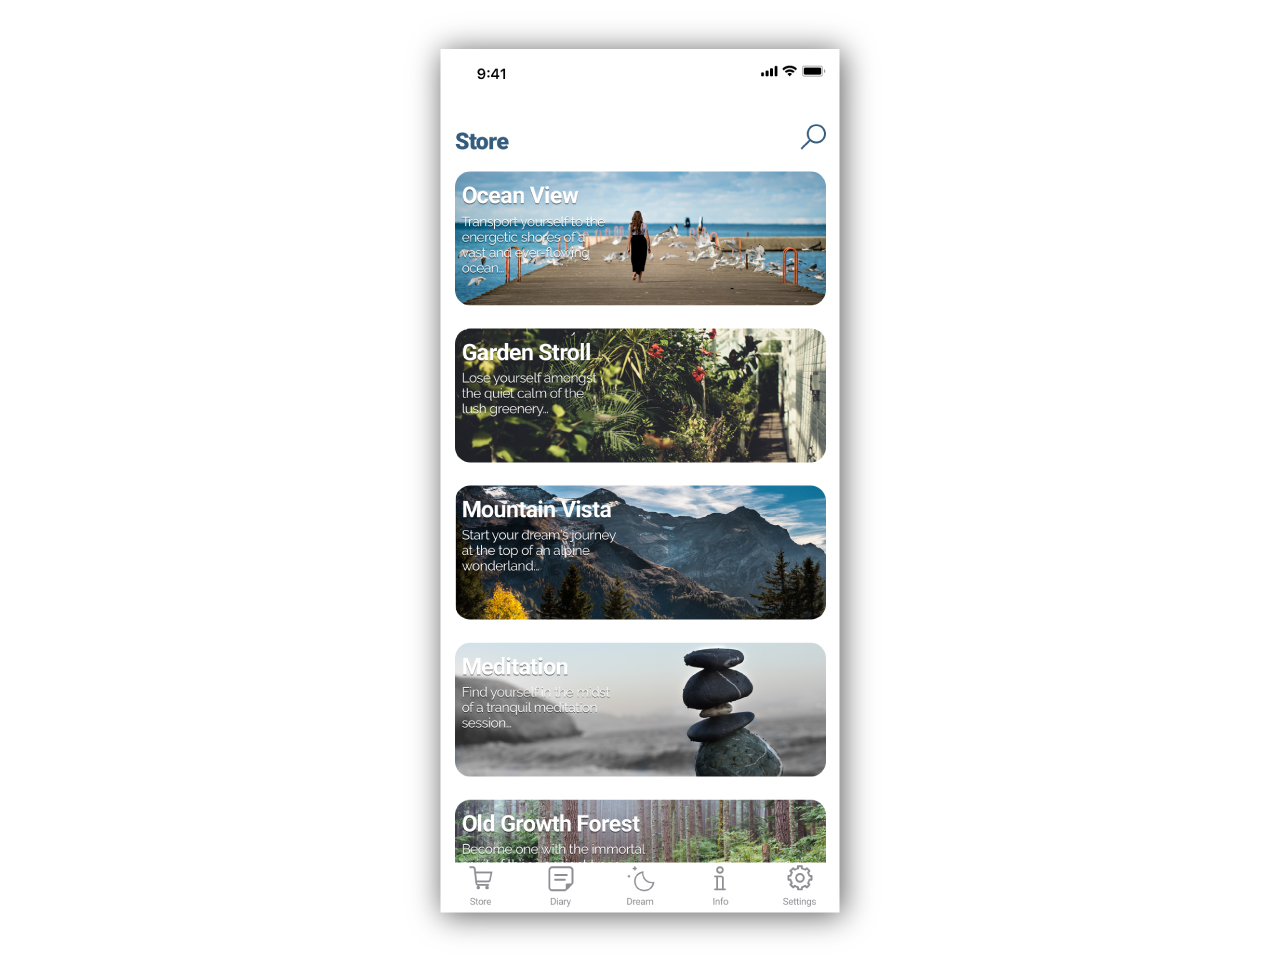 9:41
Store
Ocean View
Transport yourself to the
energetic shores of a
vast and ever-flowing
ocean...
Garden Stroll
Lose yourself amongst
the quiet calm of the
lush greenery...
Mountain Vista
Start your dream's journey
at the top of an alpine
wonderland...
Meditation
Find yourself in the midst
of a tranquil meditation
session...
Old Growth Forest
Become one with the immortal
Store
Diary
Dream
Info
Settings